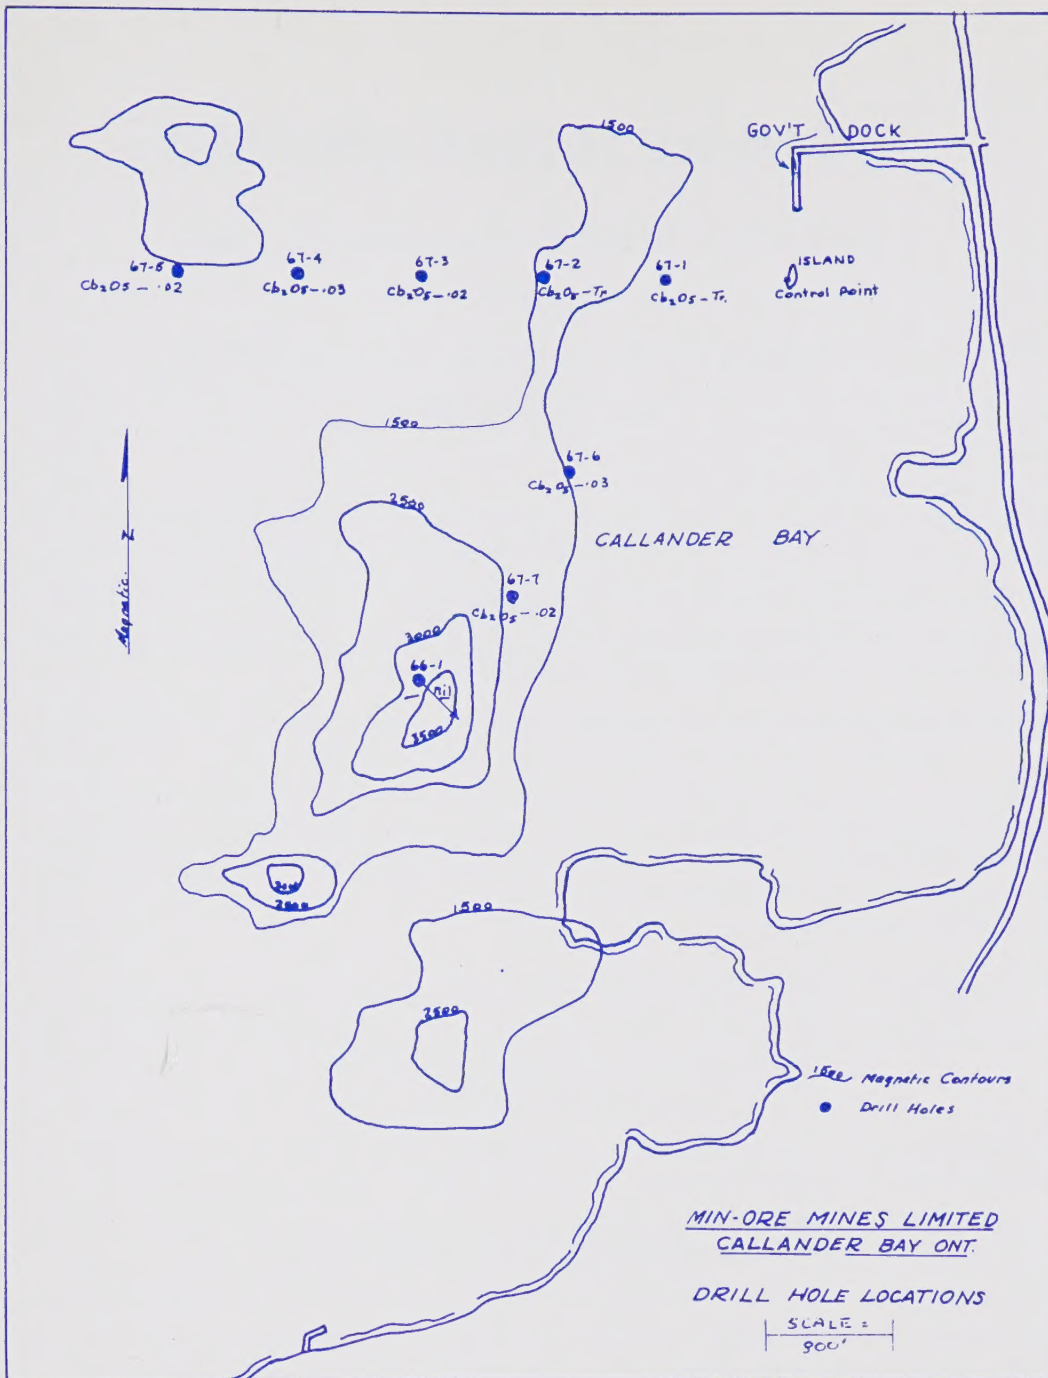 1500
GOV'T DOCK
67-5
Cb2O5 - .02
67-4
Cb2O5 - .03
67-3
Cb2O5 - .02
67-2
Cb2O5 - Tr.
67-1
Cb2O5 - Tr.
ISLAND
Control Point
1500
67-6
Cb2O5 - .03
2500
CALLANDER BAY
Magnetic N
67-7
Cb2O5 - .02
3000
66-1
nil
3500
2500
1500
2500
1500 Magnetic Contours
Drill Holes
MIN-ORE MINES LIMITED
CALLANDER BAY ONT.
DRILL HOLE LOCATIONS
SCALE =
800'